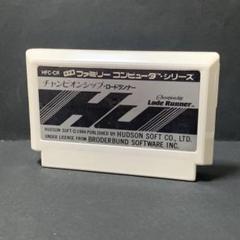 HFC-CR ファミリー コンピュータ・シリーズ
チャンピオンシップ・ロードランナー
Championship
Lode Runner
HU
HUDSON SOFT ©1984 PUBLISHED BY HUDSON SOFT CO., LTD.
UNDER LICENSE FROM BRODERBUND SOFTWARE INC.